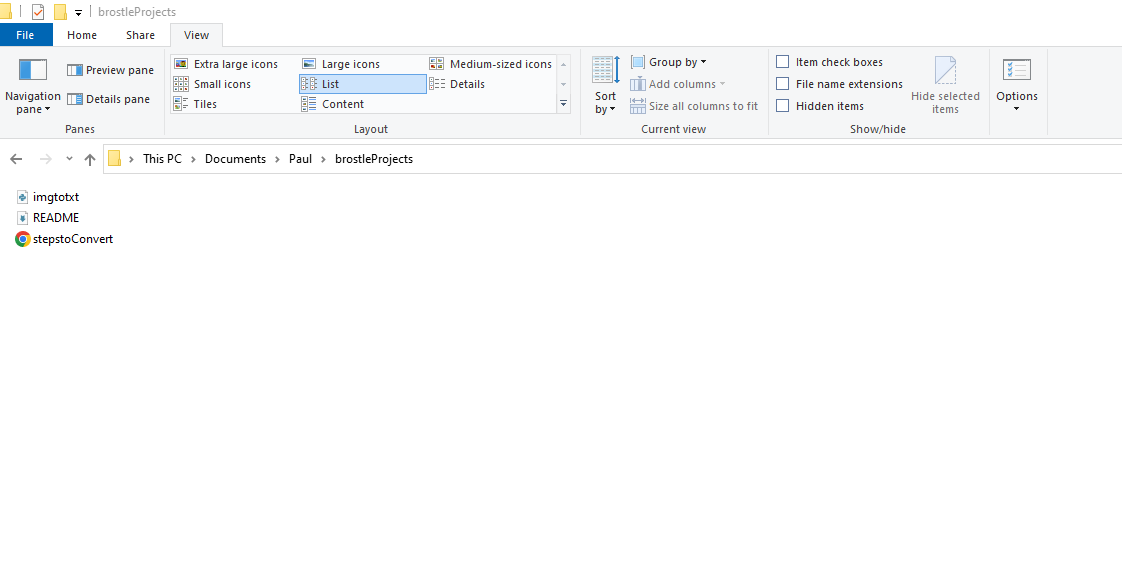 brostleProjects
File Home Share View
Extra large icons Large icons Medium-sized icons
Small icons List Details
Tiles Content
Navigation pane
Preview pane
Details pane
Panes
Layout
Sort by
Group by
Add columns
Size all columns to fit
Current view
Item check boxes
File name extensions
Hidden items
Hide selected items
Show/hide
Options
This PC > Documents > Paul > brostleProjects
imgtotxt
README
stepstoConvert